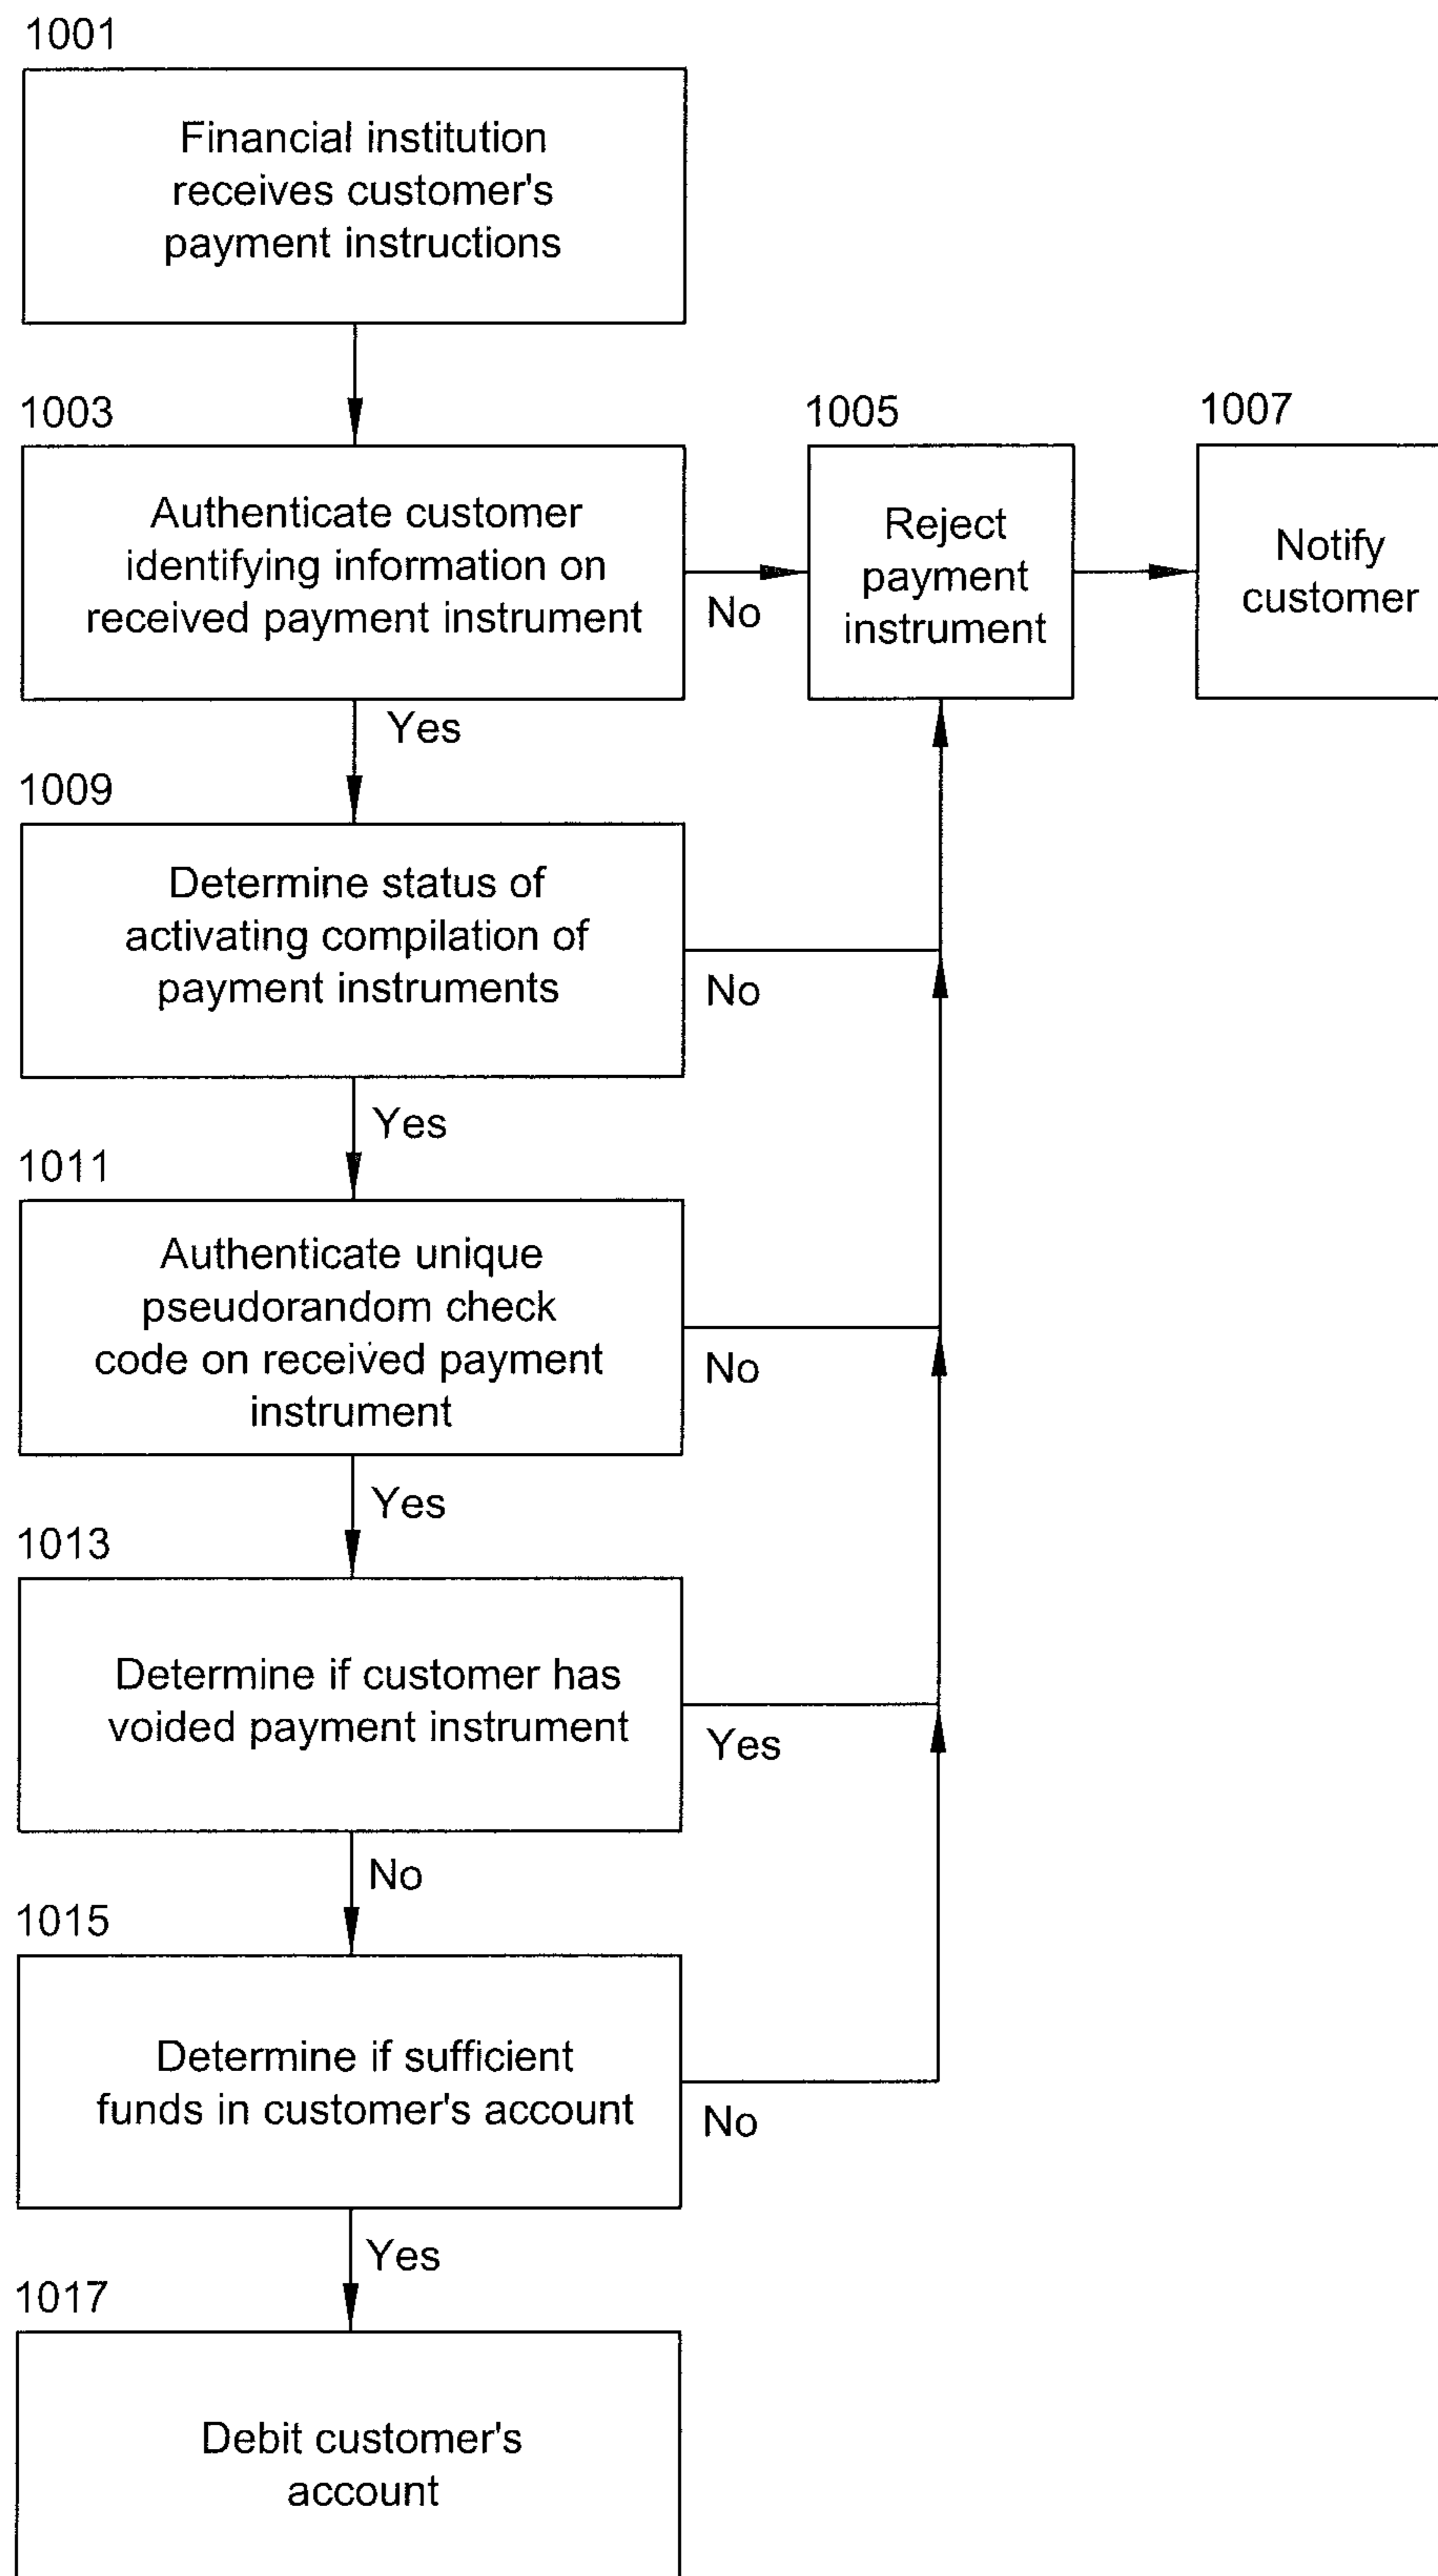 1001
Financial institution
receives customer's
payment instructions
1003
Authenticate customer
identifying information on
received payment instrument
No
1005
Reject
payment
instrument
1007
Notify
customer
Yes
1009
Determine status of
activating compilation of
payment instruments
No
Yes
1011
Authenticate unique
pseudorandom check
code on received payment
instrument
No
Yes
1013
Determine if customer has
voided payment instrument
Yes
No
1015
Determine if sufficient
funds in customer's account
No
Yes
1017
Debit customer's
account